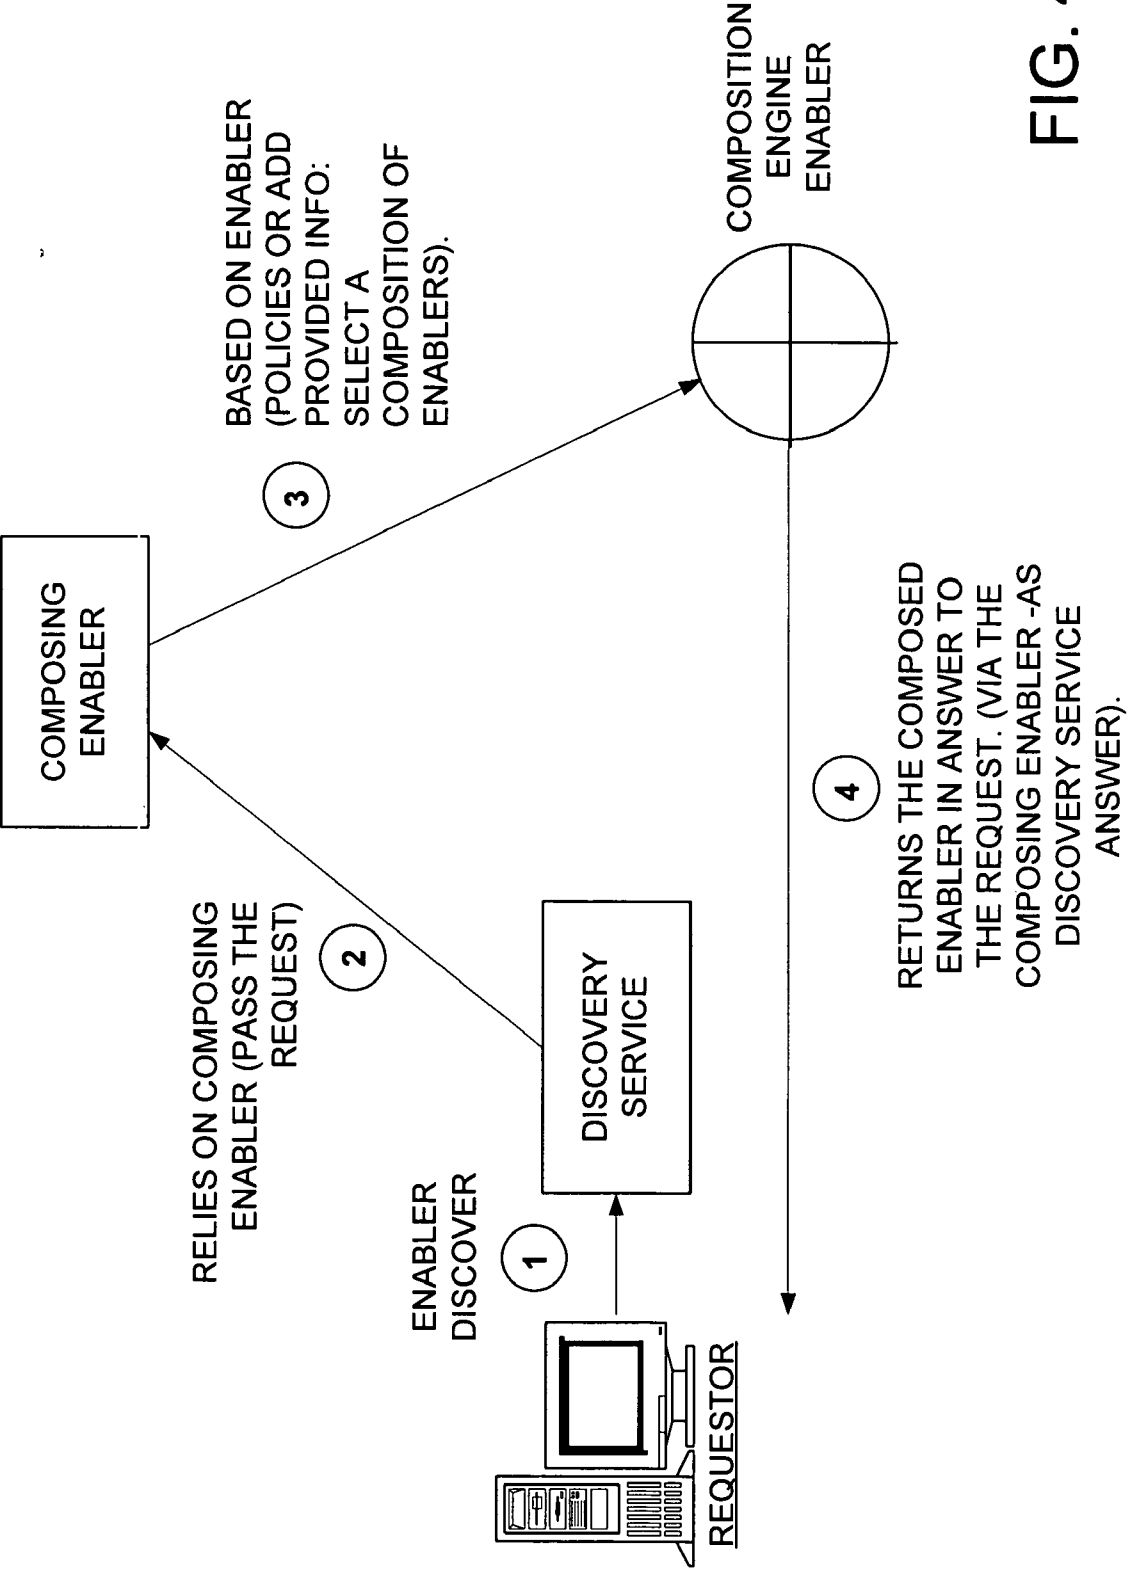 COMPOSING
ENABLER
RELIES ON COMPOSING
ENABLER (PASS THE
REQUEST)
2
BASED ON ENABLER
(POLICIES OR ADD
PROVIDED INFO:
SELECT A
COMPOSITION OF
ENABLERS).
3
ENABLER
DISCOVER
1
DISCOVERY
SERVICE
REQUESTOR
COMPOSITION
ENGINE
ENABLER
4
RETURNS THE COMPOSED
ENABLER IN ANSWER TO
THE REQUEST. (VIA THE
COMPOSING ENABLER -AS
DISCOVERY SERVICE
ANSWER).
FIG.